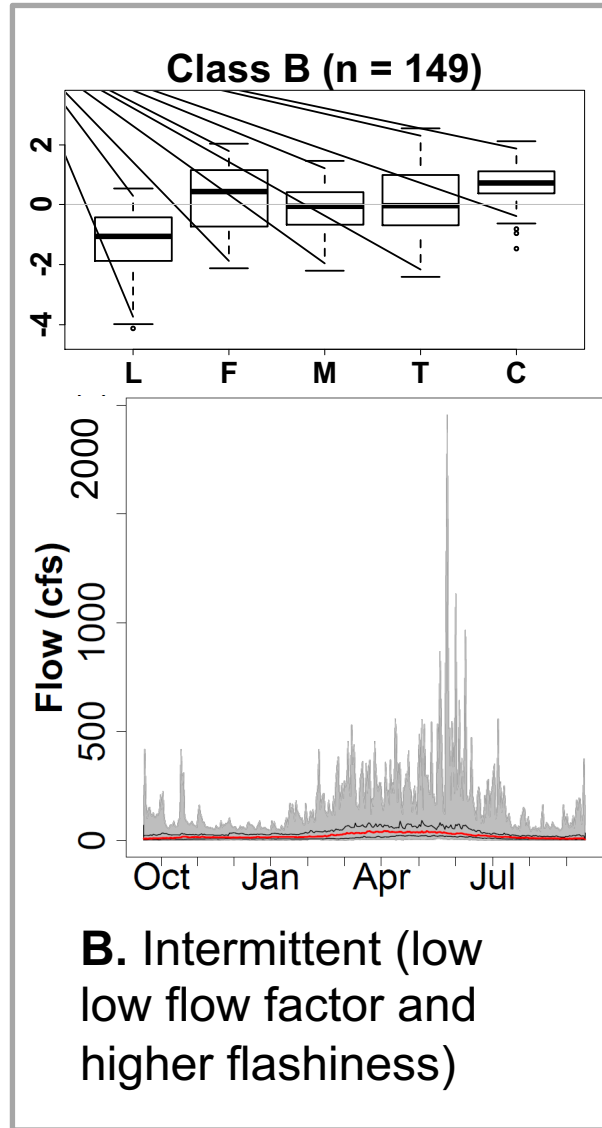 Class B (n = 149)
2
0
-2
-4
L F M T C
2000
1000
500
0
Flow (cfs)
Oct Jan Apr Jul
B. Intermittent (low
low flow factor and
higher flashiness)